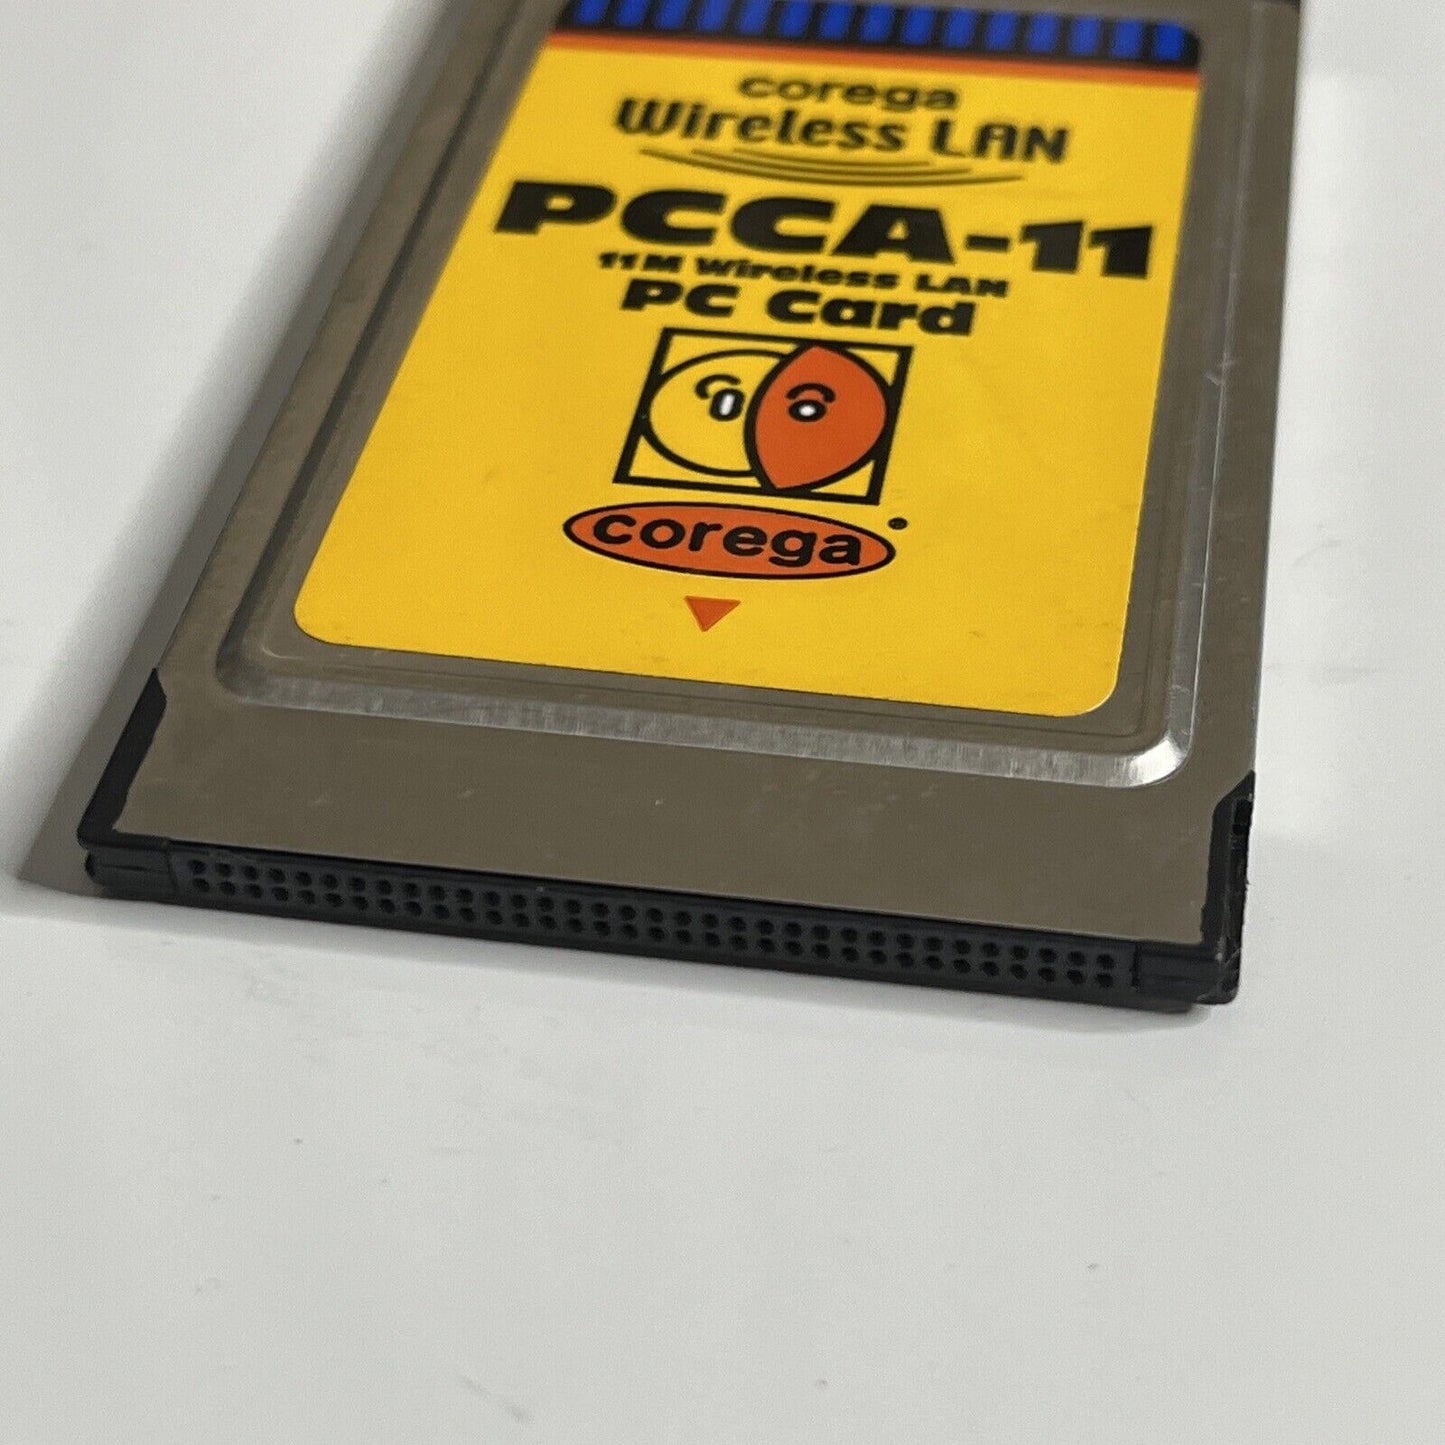 corega
Wireless LAN
PCCA-11
11M Wireless LAN
PC Card
corega®